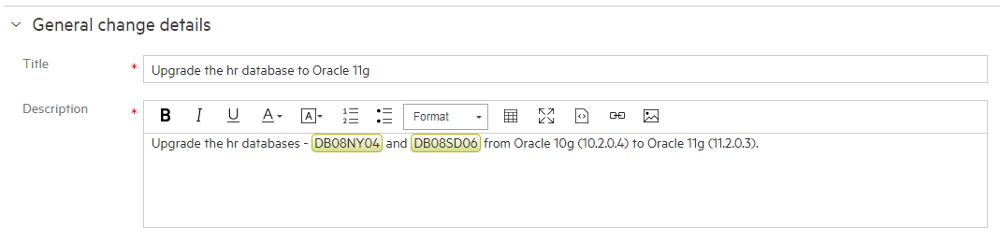 General change details
Title * Upgrade the hr database to Oracle 11g
Description *
B I U A A Format
Upgrade the hr databases - DB08NY04 and DB08SD06 from Oracle 10g (10.2.0.4) to Oracle 11g (11.2.0.3).